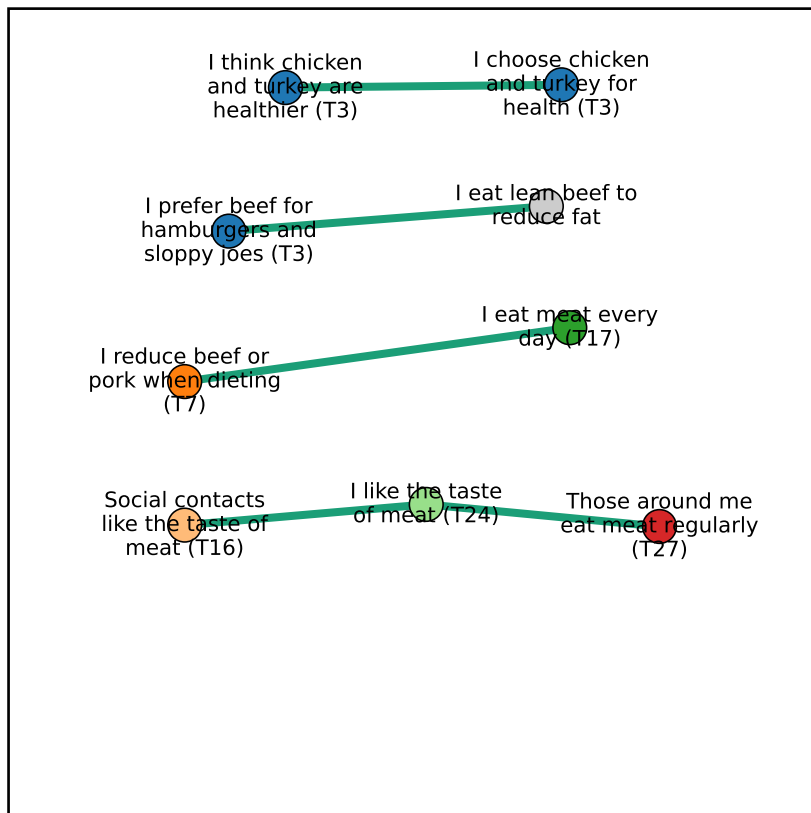 I think chicken
and turkey are
healthier (T3)
I choose chicken
and turkey for
health (T3)
I prefer beef for
hamburgers and
sloppy joes (T3)
I eat lean beef to
reduce fat
I eat meat every
day (T17)
I reduce beef or
pork when dieting
(T7)
Social contacts
like the taste of
meat (T16)
I like the taste
of meat (T24)
Those around me
eat meat regularly
(T27)